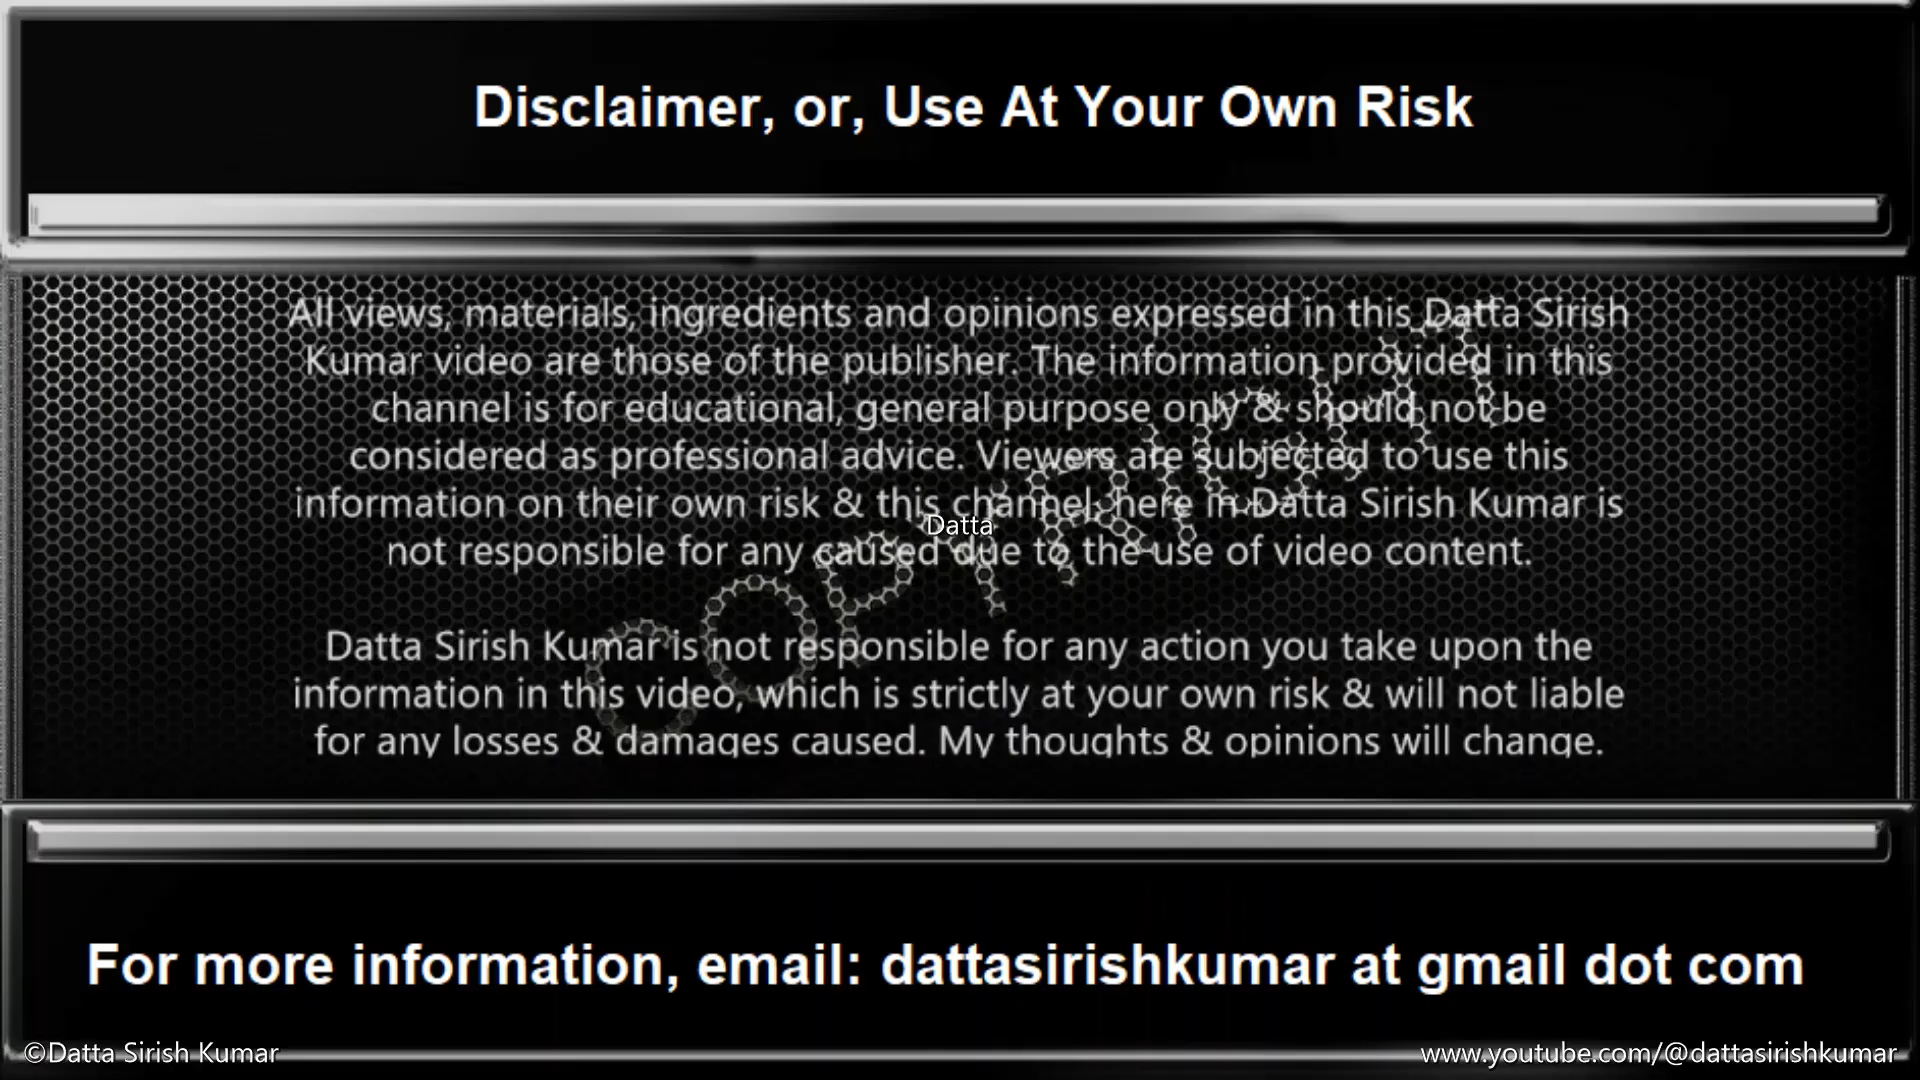 Disclaimer, or, Use At Your Own Risk
All views, materials, ingredients and opinions expressed in this Datta Sirish
Kumar video are those of the publisher. The information provided in this
channel is for educational, general purpose only & should not be
considered as professional advice. Viewers are subjected to use this
information on their own risk & this channel; here in Datta Sirish Kumar is
Datta
not responsible for any caused due to the use of video content.
COPYRIGHT
Datta Sirish Kumar is not responsible for any action you take upon the
information in this video, which is strictly at your own risk & will not liable
for any losses & damages caused. My thoughts & opinions will change.
For more information, email: dattasirishkumar at gmail dot com
©Datta Sirish Kumar
www.youtube.com/@dattasirishkumar